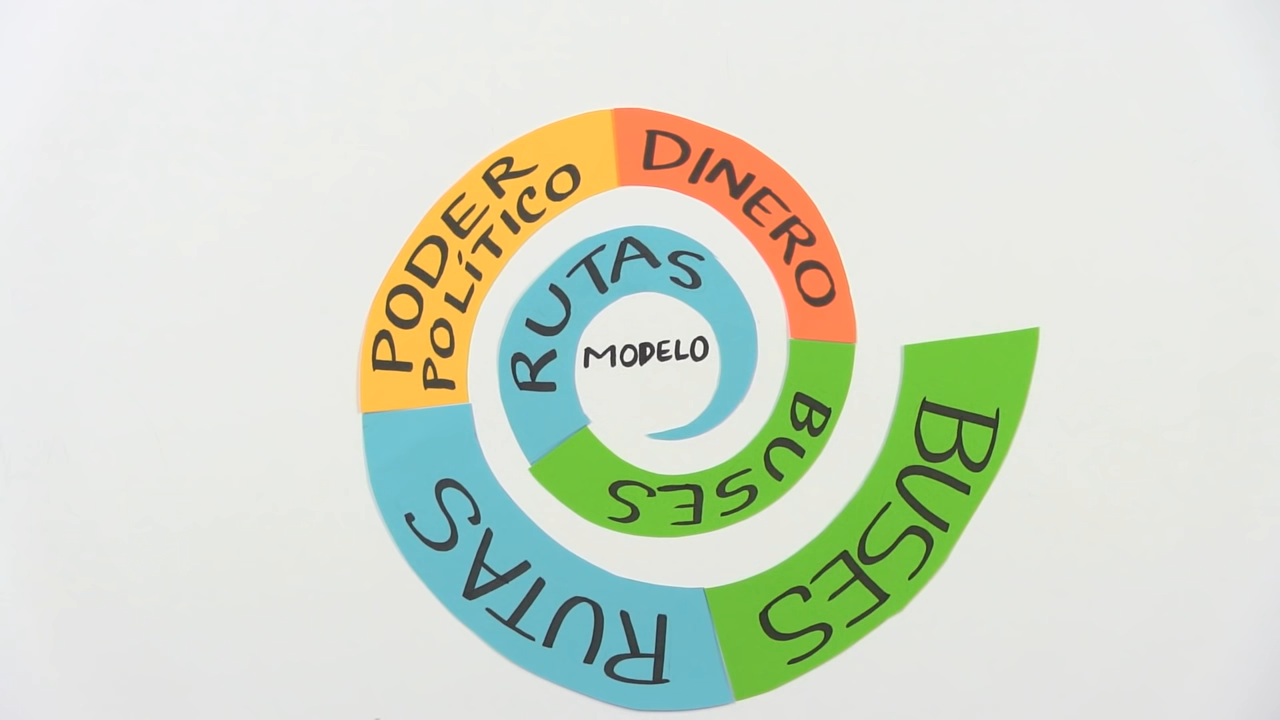 MODELO
RUTAS
BUSES
DINERO
PODER
POLÍTICO
RUTAS
BUSES